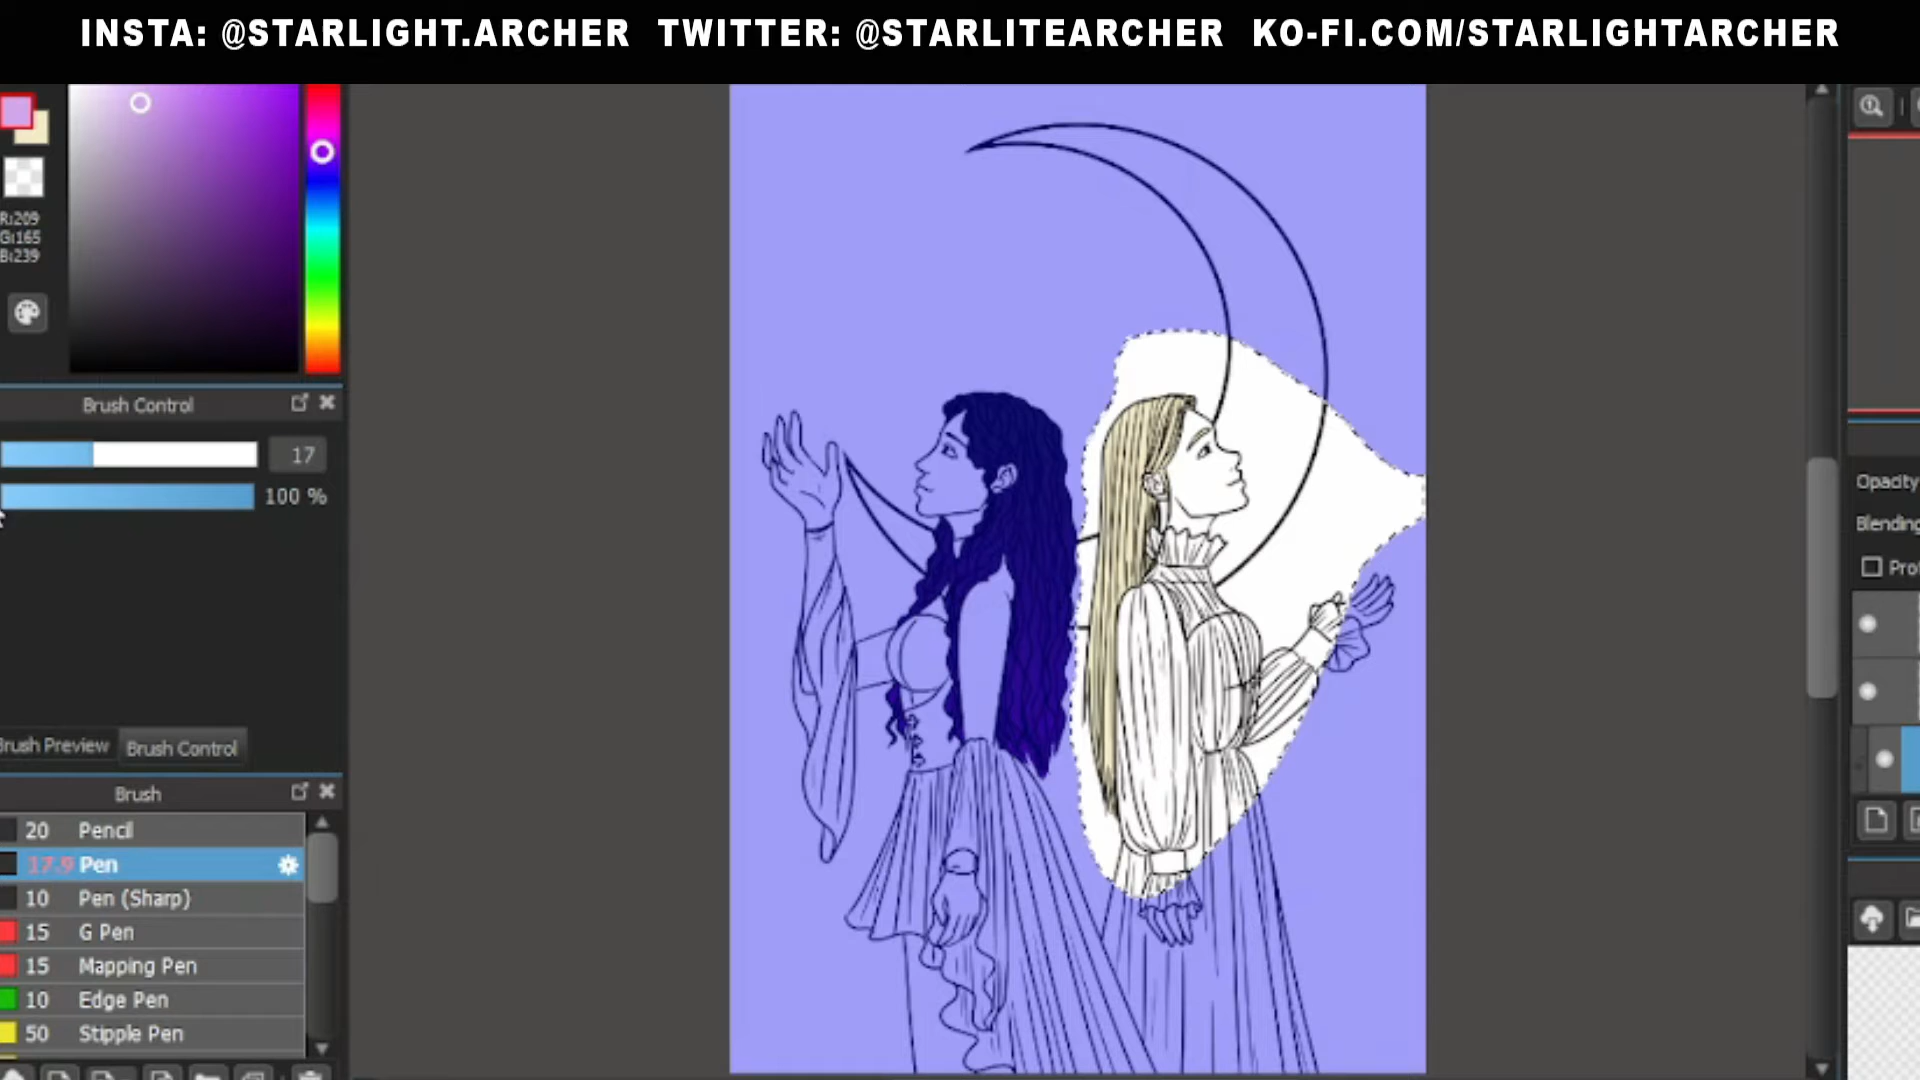 INSTA: @STARLIGHT.ARCHER TWITTER: @STARLITEARCHER KO-FI.COM/STARLIGHTARCHER
R:209
G:165
B:239
Brush Control
17
100 %
Opacity
Blending
Prot
Brush Preview Brush Control
Brush
20 Pencil
17.9 Pen
10 Pen (Sharp)
15 G Pen
15 Mapping Pen
10 Edge Pen
50 Stipple Pen